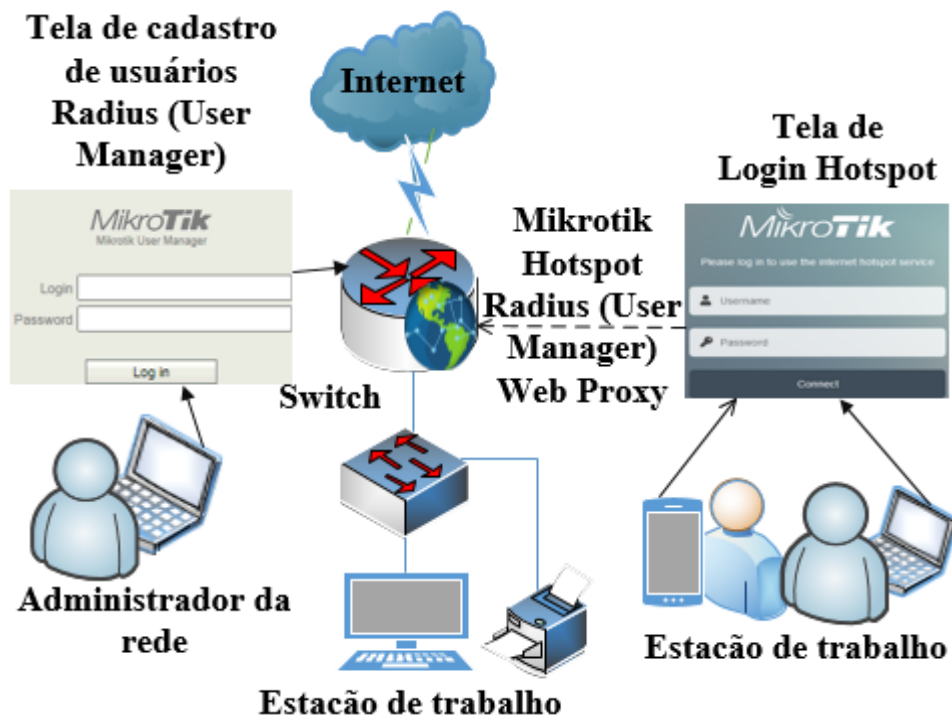 Tela de cadastro
de usuários
Radius (User
Manager)
MikroTik
Mikrotik User Manager
Login
Password
Log in
Administrador da
rede
Internet
Mikrotik
Hotspot
Radius (User
Manager)
Web Proxy
Switch
Estacão de trabalho
Tela de
Login Hotspot
MikroTik
Please log in to use the internet hotspot service
Username
Password
Connect
Estacão de trabalho